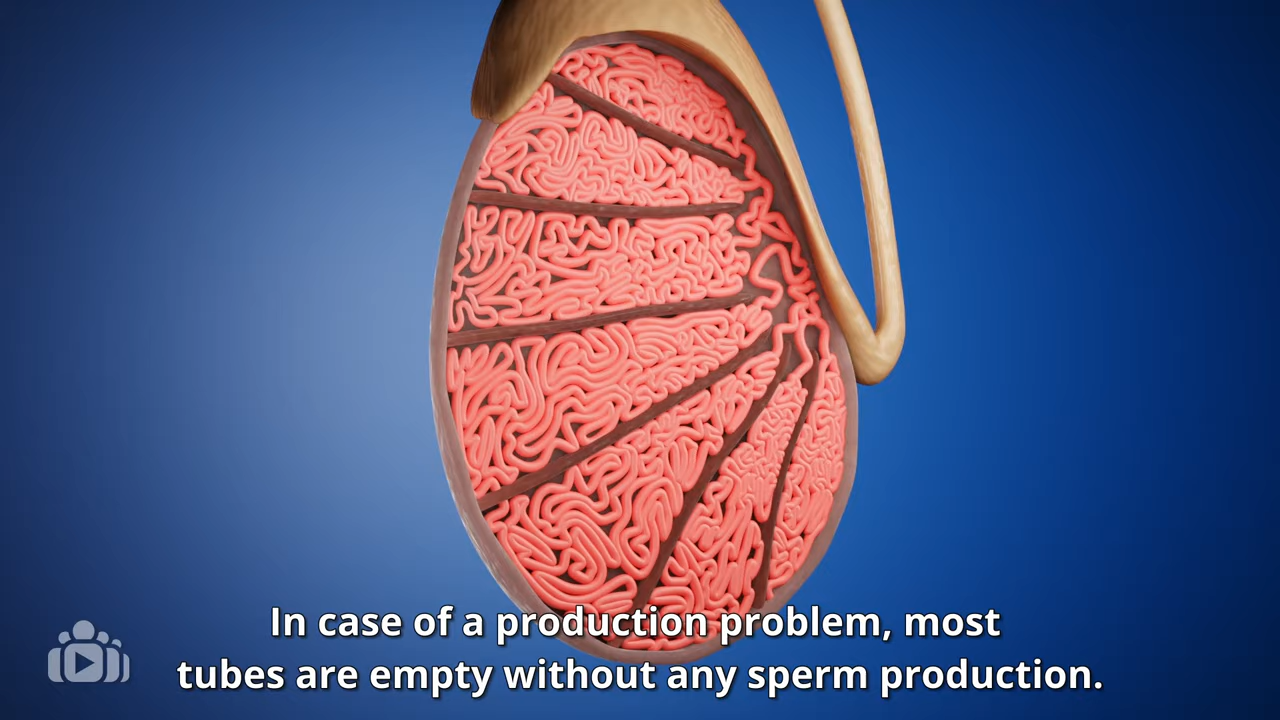 In case of a production problem, most
tubes are empty without any sperm production.